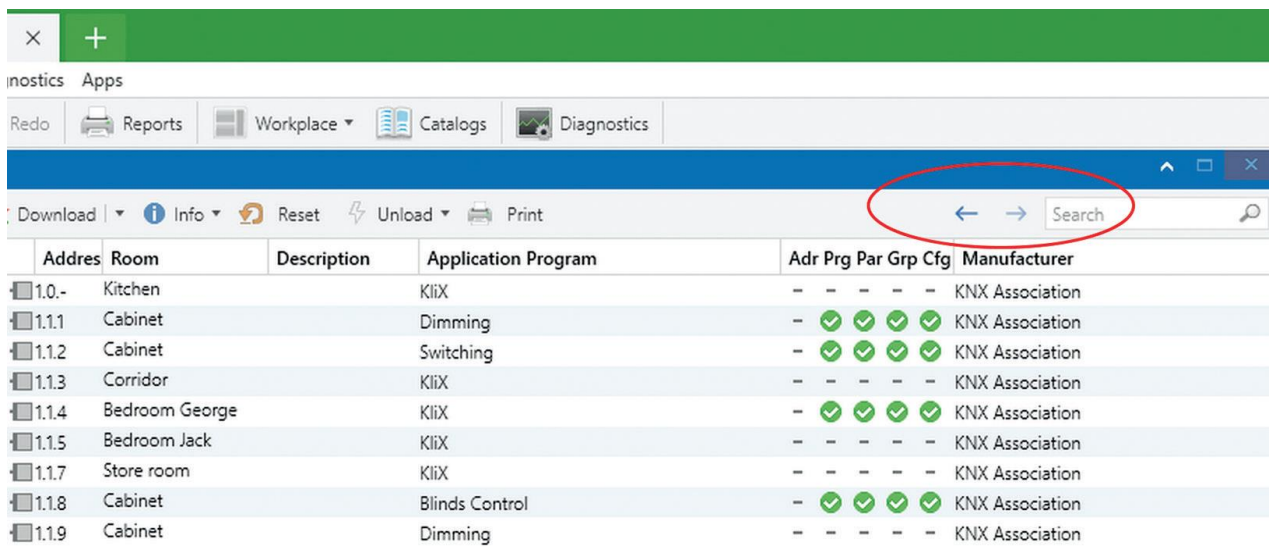 × +
nostics Apps
Redo Reports Workplace Catalogs Diagnostics
Download Info Reset Unload Print Search
Addres Room Description Application Program Adr Prg Par Grp Cfg Manufacturer
1.0.- Kitchen KliX - - - - - KNX Association
1.1.1 Cabinet Dimming - KNX Association
1.1.2 Cabinet Switching - KNX Association
1.1.3 Corridor KliX - - - - - KNX Association
1.1.4 Bedroom George KliX - KNX Association
1.1.5 Bedroom Jack KliX - - - - - KNX Association
1.1.7 Store room KliX - - - - - KNX Association
1.1.8 Cabinet Blinds Control - KNX Association
1.1.9 Cabinet Dimming - - - - - KNX Association